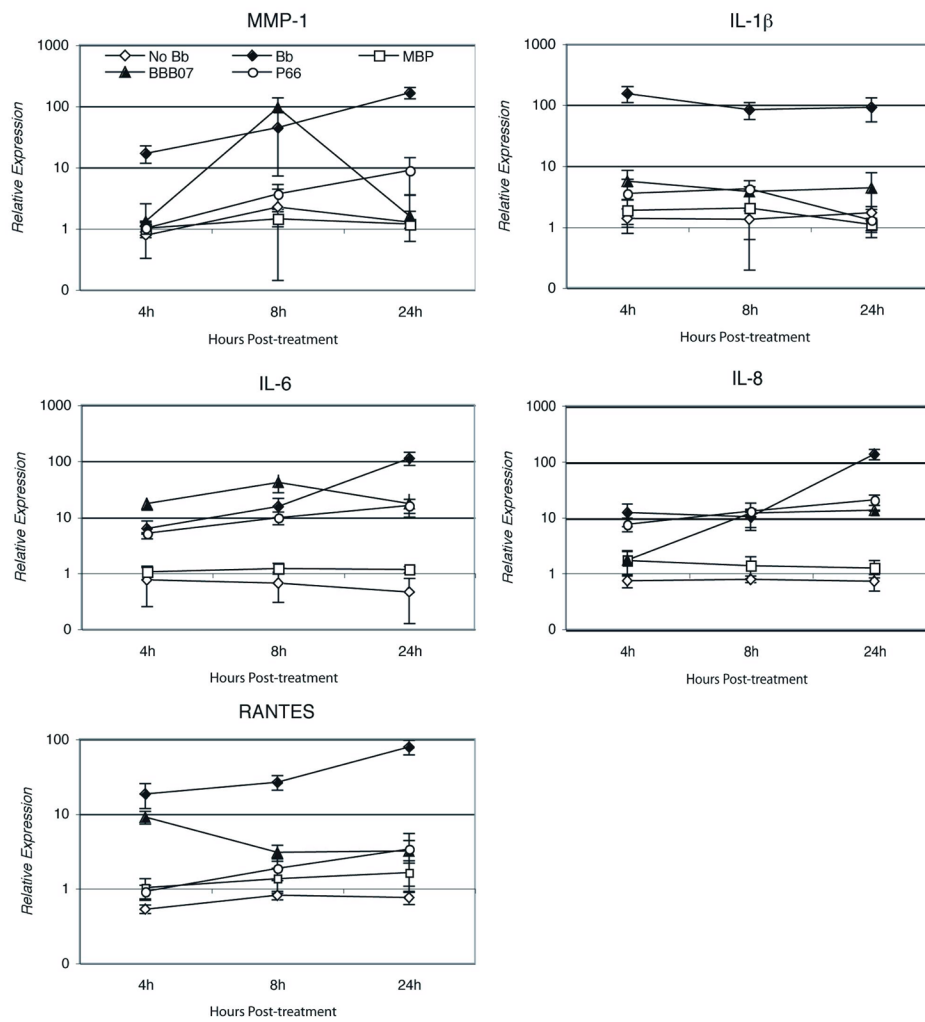 MMP-1
No Bb Bb MBP
BBB07 P66
Relative Expression
1000
100
10
1
0
4h 8h 24h
Hours Post-treatment
IL-1β
Relative Expression
1000
100
10
1
0
4h 8h 24h
Hours Post-treatment
IL-6
Relative Expression
1000
100
10
1
0
4h 8h 24h
Hours Post-treatment
IL-8
Relative Expression
1000
100
10
1
0
4h 8h 24h
Hours Post-treatment
RANTES
Relative Expression
100
10
1
0
4h 8h 24h
Hours Post-treatment